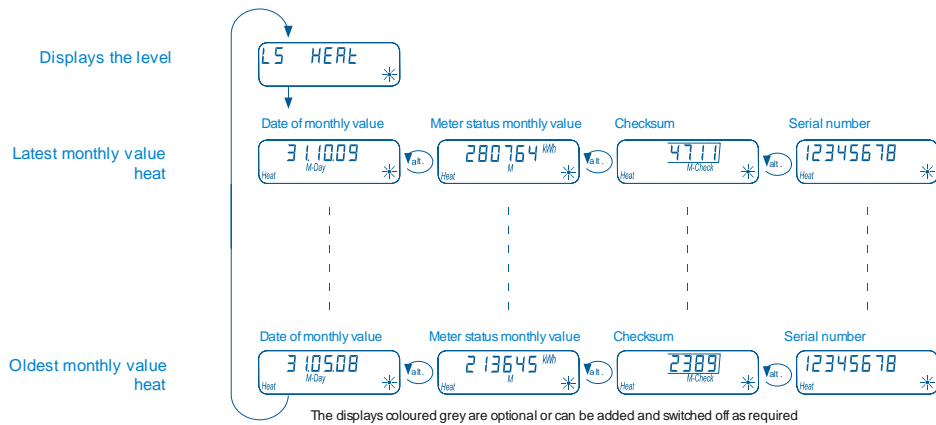 Displays the level
L5 HEAt
Date of monthly value
Meter status monthly value
Checksum
Serial number
Latest monthly value
heat
31.10.09
M-Day
Heat
alt.
280764 kWh
M
Heat
alt.
4711
M-Check
Heat
alt.
12345678
Heat
Date of monthly value
Meter status monthly value
Checksum
Serial number
Oldest monthly value
heat
31.05.08
M-Day
Heat
alt.
213645 kWh
M
Heat
alt.
2389
M-Check
Heat
alt.
12345678
Heat
The displays coloured grey are optional or can be added and switched off as required